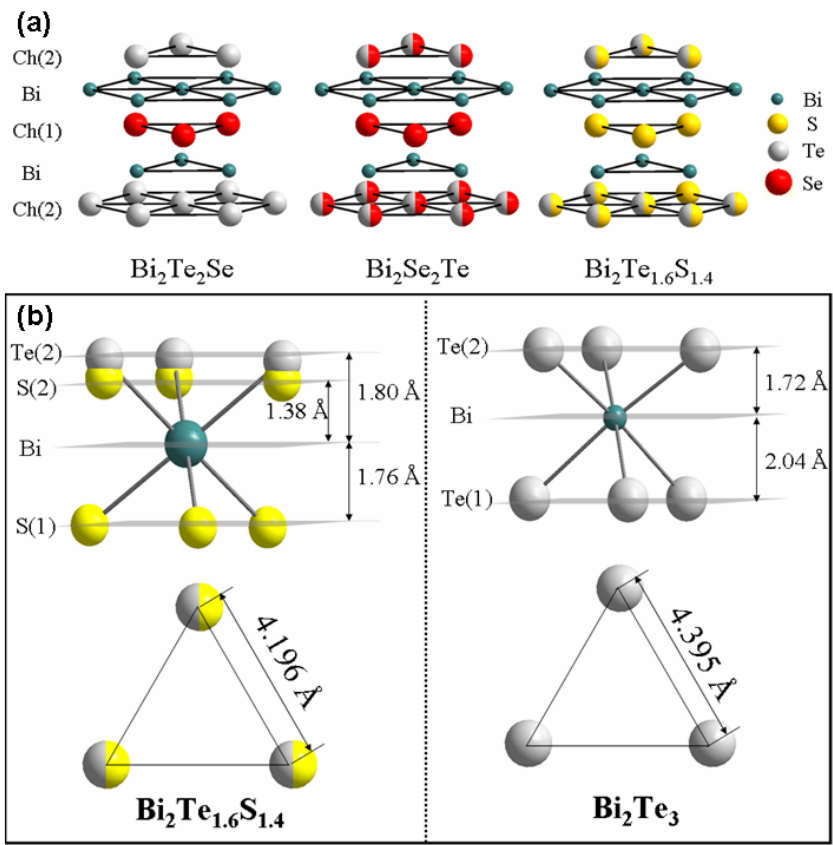 (a)
Ch(2)
Bi
Ch(1)
Bi
Ch(2)
Bi
S
Te
Se
Bi2Te2Se
Bi2Se2Te
Bi2Te1.6S1.4
(b)
Te(2)
S(2)
Bi
S(1)
1.38 Å
1.80 Å
1.76 Å
4.196 Å
Bi2Te1.6S1.4
Te(2)
Bi
Te(1)
1.72 Å
2.04 Å
4.395 Å
Bi2Te3